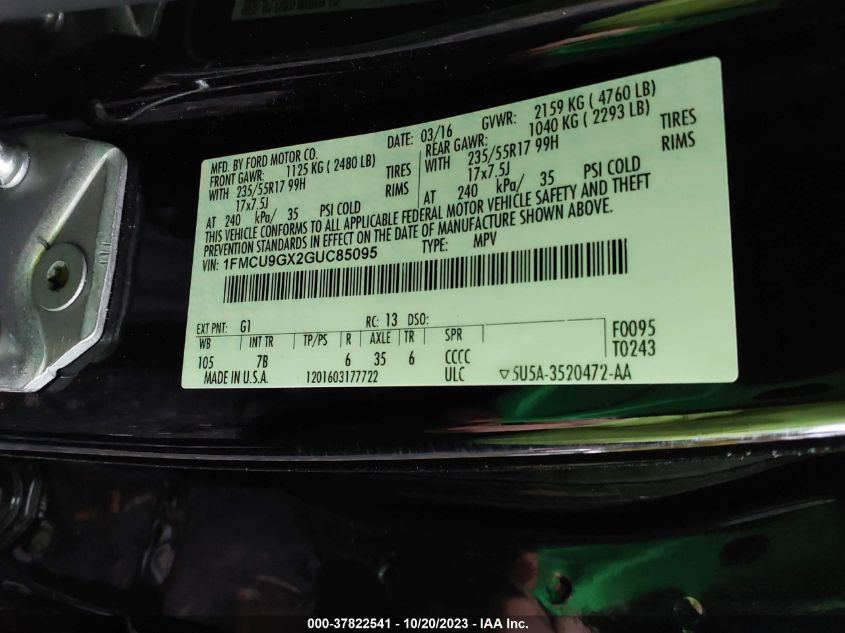 MFD. BY FORD MOTOR CO. DATE: 03/16 GVWR: 2159 KG ( 4760 LB)
FRONT GAWR: 1125 KG ( 2480 LB) REAR GAWR: 1040 KG ( 2293 LB)
WITH 235/55R17 99H TIRES WITH 235/55R17 99H TIRES
17x7.5J RIMS 17x7.5J RIMS
AT 240 kPa/ 35 PSI COLD AT 240 kPa/ 35 PSI COLD
THIS VEHICLE CONFORMS TO ALL APPLICABLE FEDERAL MOTOR VEHICLE SAFETY AND THEFT
PREVENTION STANDARDS IN EFFECT ON THE DATE OF MANUFACTURE SHOWN ABOVE.
VIN: 1FMCU9GX2GUC85095 TYPE: MPV
EXT PNT: G1 RC: 13 DSO: F0095
WB INT TR TP/PS R AXLE TR SPR T0243
105 7B 6 35 6 CCCC
MADE IN U.S.A. 1201603177722 ULC ▽5U5A-3520472-AA
000-37822541 - 10/20/2023 - IAA Inc.